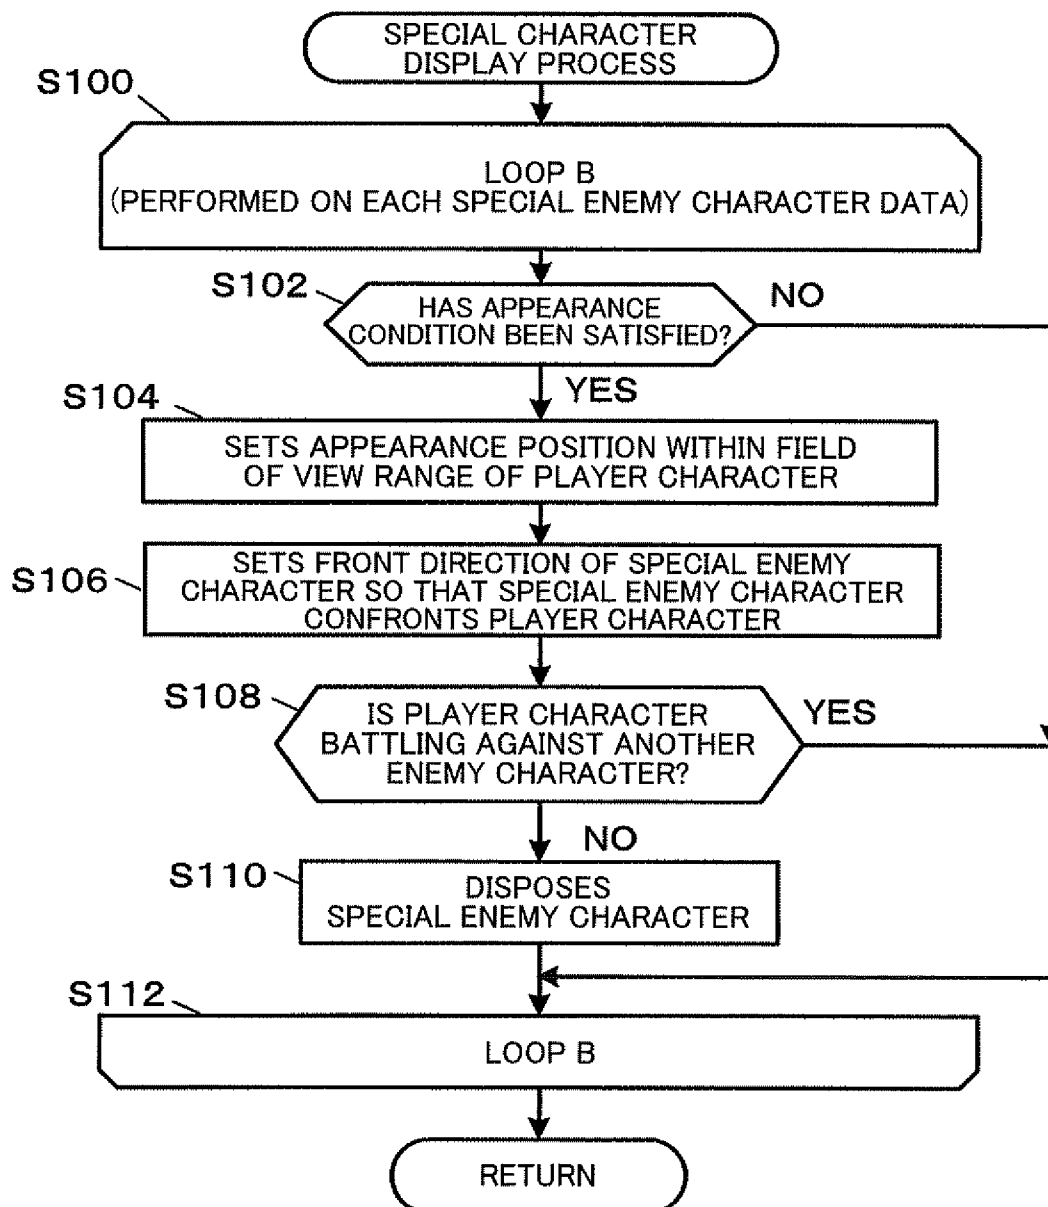 SPECIAL CHARACTER
DISPLAY PROCESS
S100
LOOP B
(PERFORMED ON EACH SPECIAL ENEMY CHARACTER DATA)
S102
HAS APPEARANCE
CONDITION BEEN SATISFIED?
NO
YES
S104
SETS APPEARANCE POSITION WITHIN FIELD
OF VIEW RANGE OF PLAYER CHARACTER
S106
SETS FRONT DIRECTION OF SPECIAL ENEMY
CHARACTER SO THAT SPECIAL ENEMY CHARACTER
CONFRONTS PLAYER CHARACTER
S108
IS PLAYER CHARACTER
BATTLING AGAINST ANOTHER
ENEMY CHARACTER?
YES
NO
S110
DISPOSES
SPECIAL ENEMY CHARACTER
S112
LOOP B
RETURN